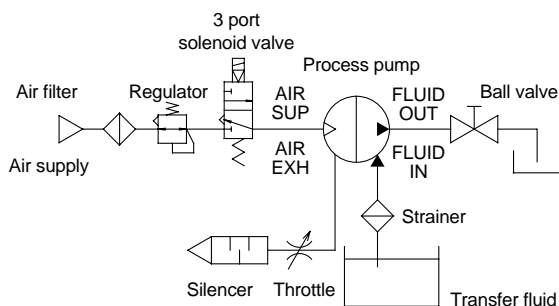 3 port
solenoid valve
Process pump
Air filter
Regulator
AIR
SUP
FLUID
OUT
Ball valve
Air supply
AIR
EXH
FLUID
IN
Strainer
Silencer
Throttle
Transfer fluid